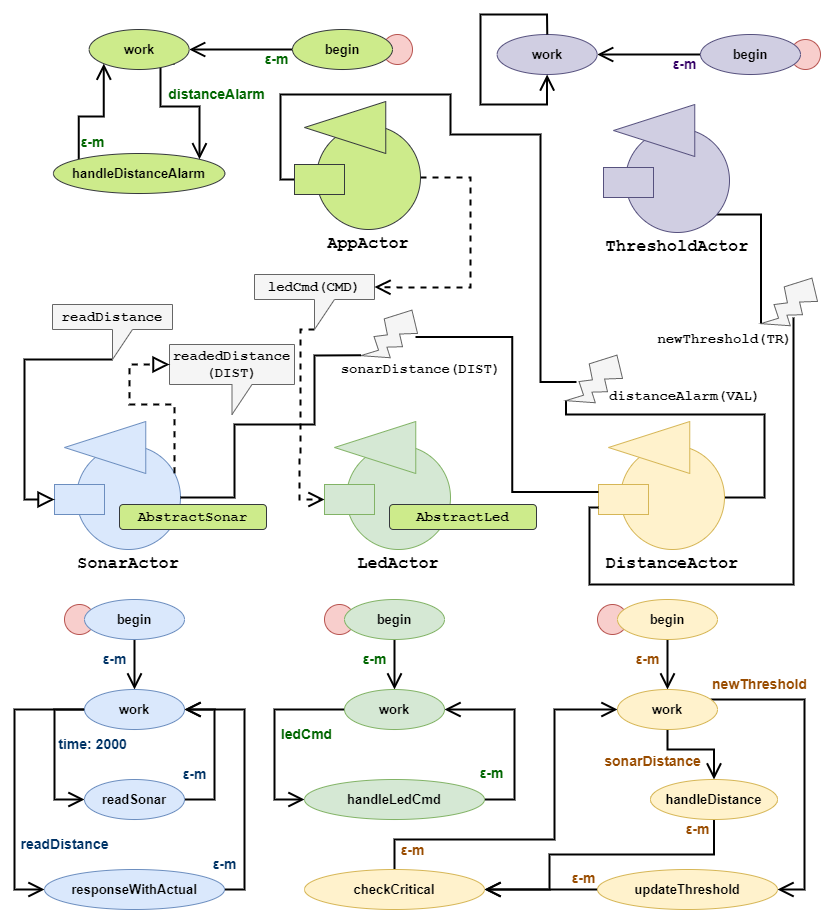 work
begin
ε-m
distanceAlarm
ε-m
handleDistanceAlarm
work
begin
ε-m
AppActor
ThresholdActor
ledCmd(CMD)
readDistance
readedDistance
(DIST)
sonarDistance(DIST)
newThreshold(TR)
distanceAlarm(VAL)
AbstractSonar
SonarActor
AbstractLed
LedActor
DistanceActor
begin
ε-m
work
time: 2000
ε-m
readSonar
readDistance
ε-m
responseWithActual
begin
ε-m
work
ledCmd
ε-m
handleLedCmd
begin
ε-m
newThreshold
work
sonarDistance
handleDistance
ε-m
ε-m
checkCritical
ε-m
updateThreshold